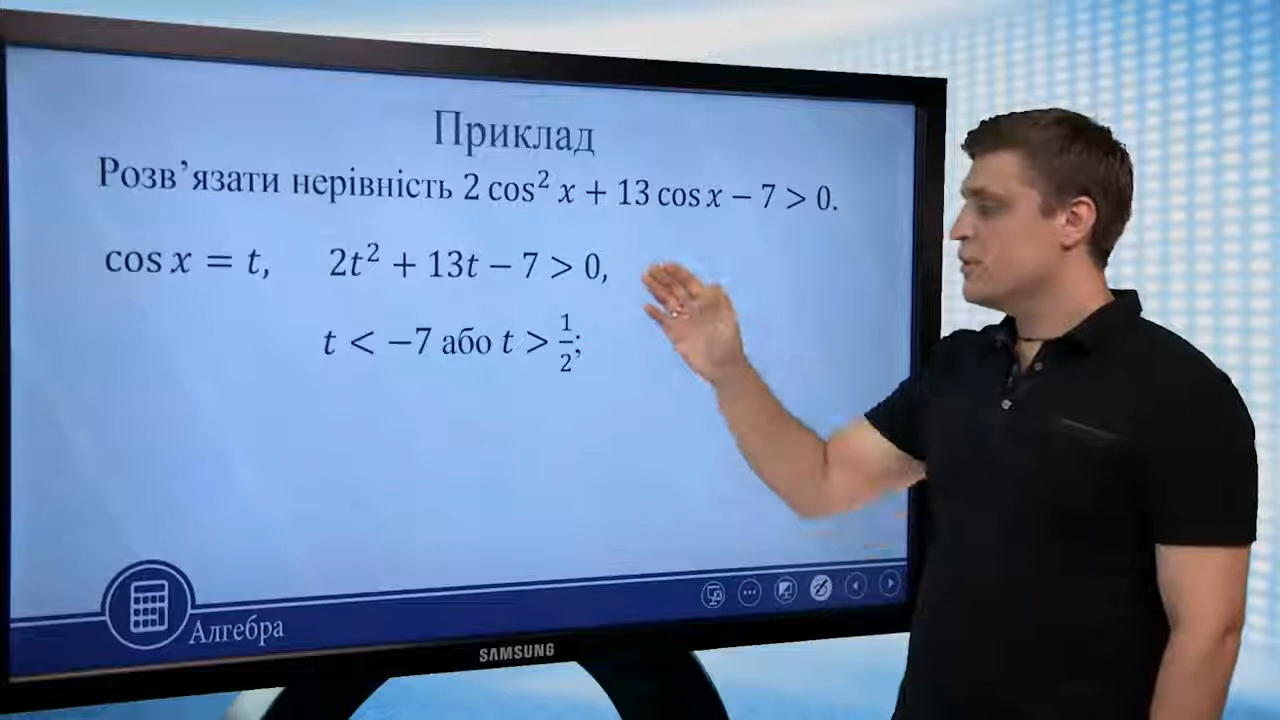 Приклад
Розв’язати нерівність 2 cos² x + 13 cos x − 7 > 0.
cos x = t, 2t² + 13t − 7 > 0,
t < −7 або t > 1/2;
Алгебра
SAMSUNG